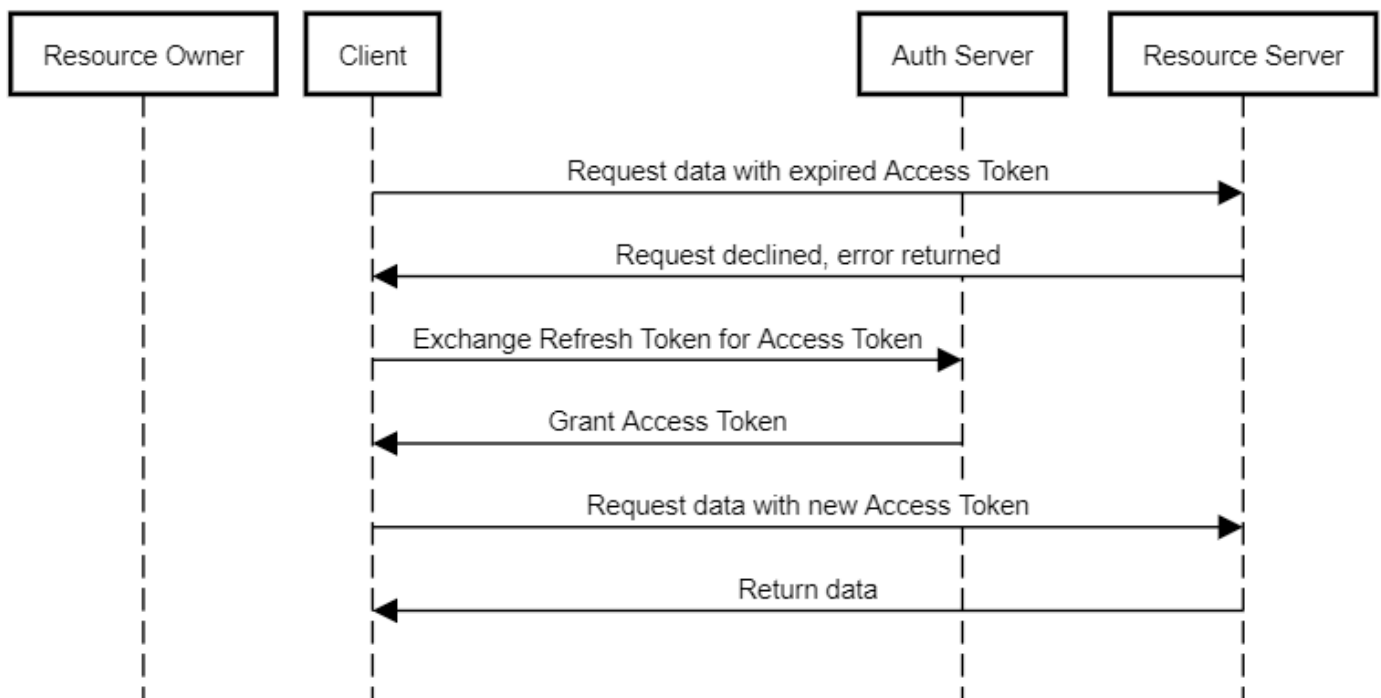 Resource Owner
Client
Auth Server
Resource Server
Request data with expired Access Token
Request declined, error returned
Exchange Refresh Token for Access Token
Grant Access Token
Request data with new Access Token
Return data